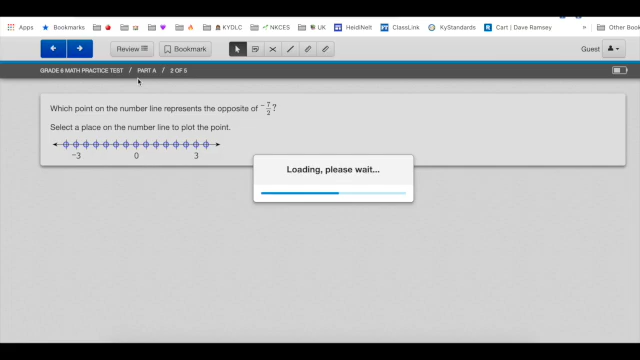 Apps Bookmarks KYDLC NKCES UK HeidiNeltner ClassLink KyStandards Cart | Dave Ramsey Other Book
Review Bookmark Guest
GRADE 6 MATH PRACTICE TEST / PART A / 2 OF 5
Which point on the number line represents the opposite of −7/2?
Select a place on the number line to plot the point.
−3 0 3
Loading, please wait...